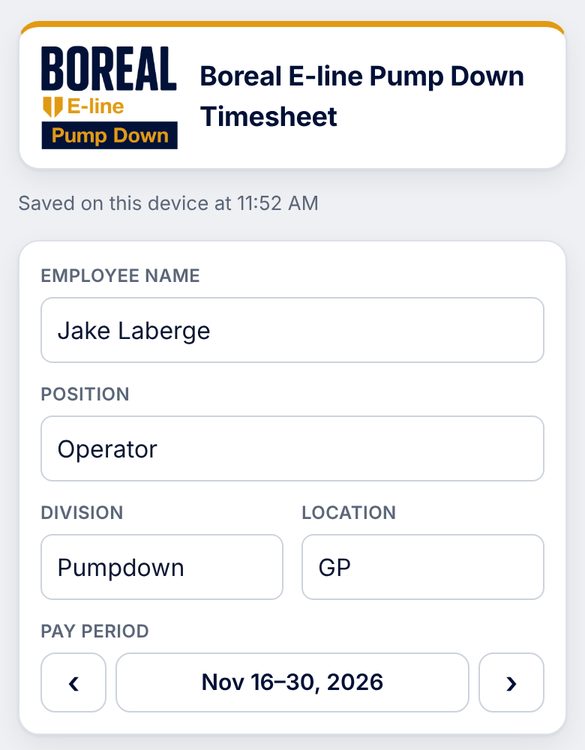 BOREAL
E-line
Pump Down
Boreal E-line Pump Down
Timesheet
Saved on this device at 11:52 AM
EMPLOYEE NAME
Jake Laberge
POSITION
Operator
DIVISION
LOCATION
Pumpdown
GP
PAY PERIOD
‹ Nov 16–30, 2026 ›